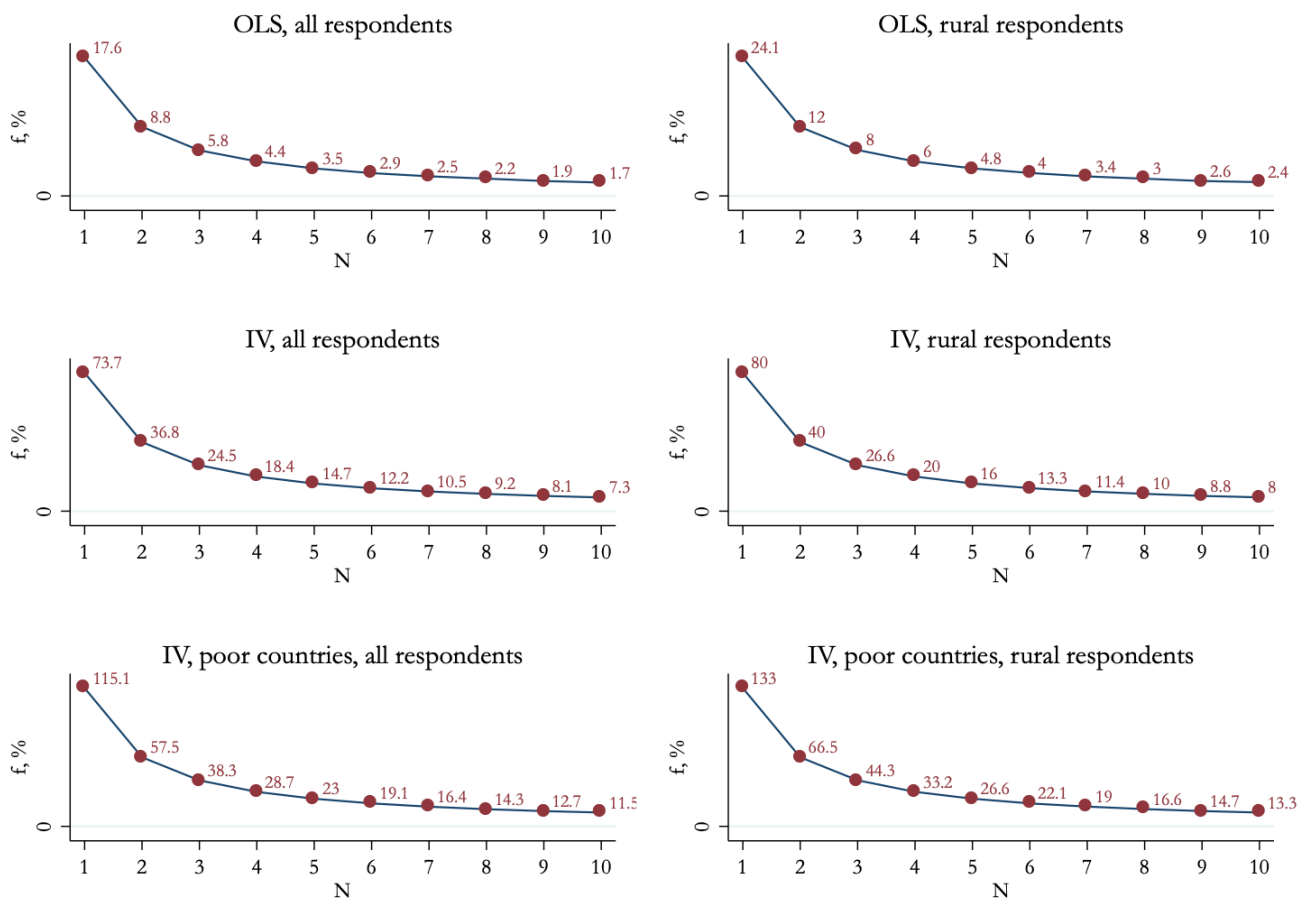 OLS, all respondents
f, %
0
17.6
8.8
5.8
4.4
3.5
2.9
2.5
2.2
1.9
1.7
1 2 3 4 5 6 7 8 9 10
N
OLS, rural respondents
f, %
0
24.1
12
8
6
4.8
4
3.4
3
2.6
2.4
1 2 3 4 5 6 7 8 9 10
N
IV, all respondents
f, %
0
73.7
36.8
24.5
18.4
14.7
12.2
10.5
9.2
8.1
7.3
1 2 3 4 5 6 7 8 9 10
N
IV, rural respondents
f, %
0
80
40
26.6
20
16
13.3
11.4
10
8.8
8
1 2 3 4 5 6 7 8 9 10
N
IV, poor countries, all respondents
f, %
0
115.1
57.5
38.3
28.7
23
19.1
16.4
14.3
12.7
11.5
1 2 3 4 5 6 7 8 9 10
N
IV, poor countries, rural respondents
f, %
0
133
66.5
44.3
33.2
26.6
22.1
19
16.6
14.7
13.3
1 2 3 4 5 6 7 8 9 10
N